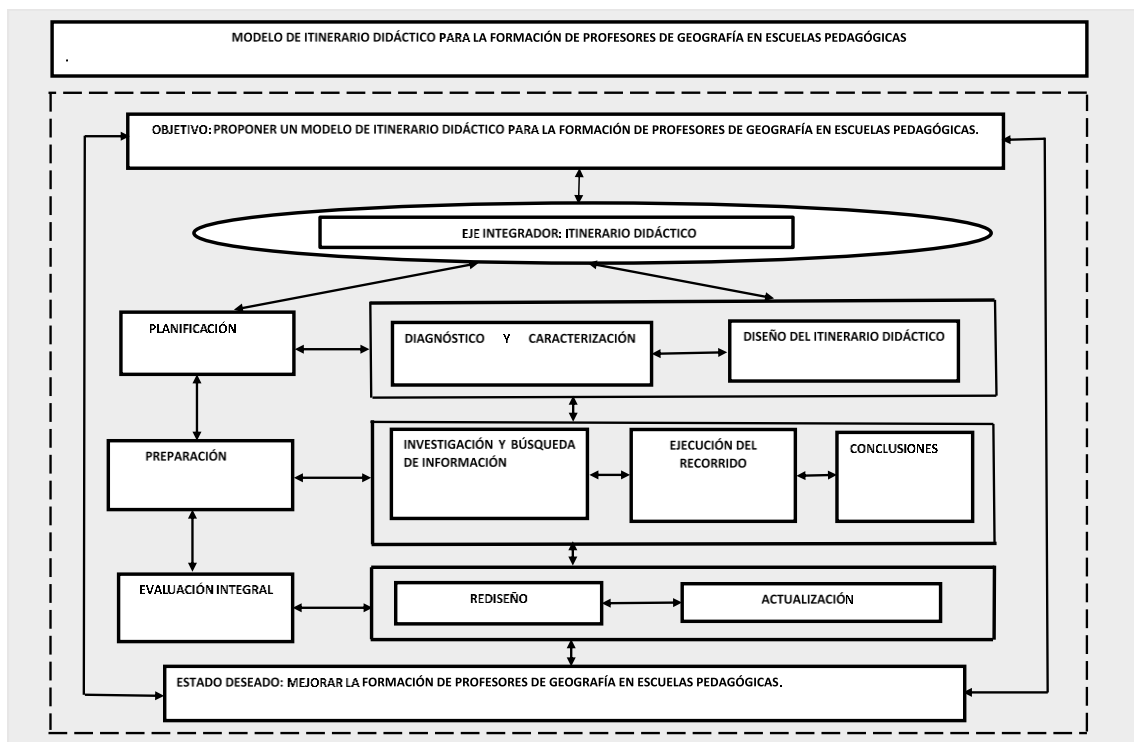 MODELO DE ITINERARIO DIDÁCTICO PARA LA FORMACIÓN DE PROFESORES DE GEOGRAFÍA EN ESCUELAS PEDAGÓGICAS
.
OBJETIVO: PROPONER UN MODELO DE ITINERARIO DIDÁCTICO PARA LA FORMACIÓN DE PROFESORES DE GEOGRAFÍA EN ESCUELAS PEDAGÓGICAS.
EJE INTEGRADOR: ITINERARIO DIDÁCTICO
PLANIFICACIÓN
DIAGNÓSTICO Y CARACTERIZACIÓN
DISEÑO DEL ITINERARIO DIDÁCTICO
PREPARACIÓN
INVESTIGACIÓN Y BÚSQUEDA
DE INFORMACIÓN
EJECUCIÓN DEL
RECORRIDO
CONCLUSIONES
EVALUACIÓN INTEGRAL
REDISEÑO
ACTUALIZACIÓN
ESTADO DESEADO: MEJORAR LA FORMACIÓN DE PROFESORES DE GEOGRAFÍA EN ESCUELAS PEDAGÓGICAS.